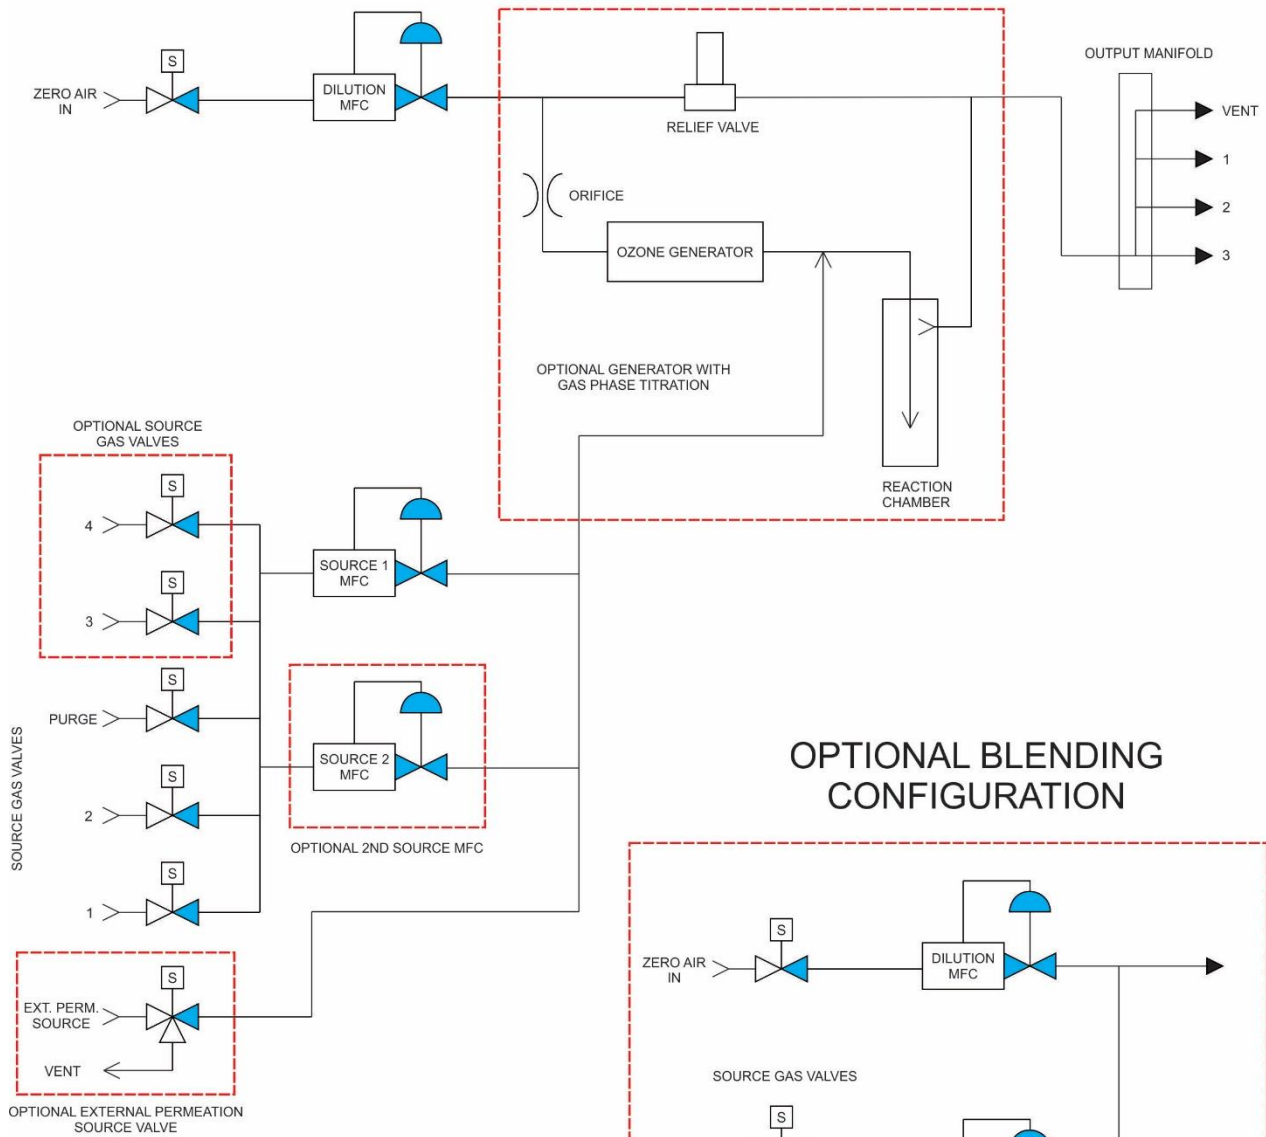 S
ZERO AIR
IN
DILUTION
MFC
RELIEF VALVE
ORIFICE
OZONE GENERATOR
OPTIONAL GENERATOR WITH
GAS PHASE TITRATION
REACTION
CHAMBER
OUTPUT MANIFOLD
VENT
1
2
3
OPTIONAL SOURCE
GAS VALVES
S
4
S
3
S
PURGE
S
2
S
1
SOURCE GAS VALVES
SOURCE 1
MFC
SOURCE 2
MFC
OPTIONAL 2ND SOURCE MFC
S
EXT. PERM.
SOURCE
VENT
OPTIONAL EXTERNAL PERMEATION
SOURCE VALVE
OPTIONAL BLENDING
CONFIGURATION
S
ZERO AIR
IN
DILUTION
MFC
SOURCE GAS VALVES
S